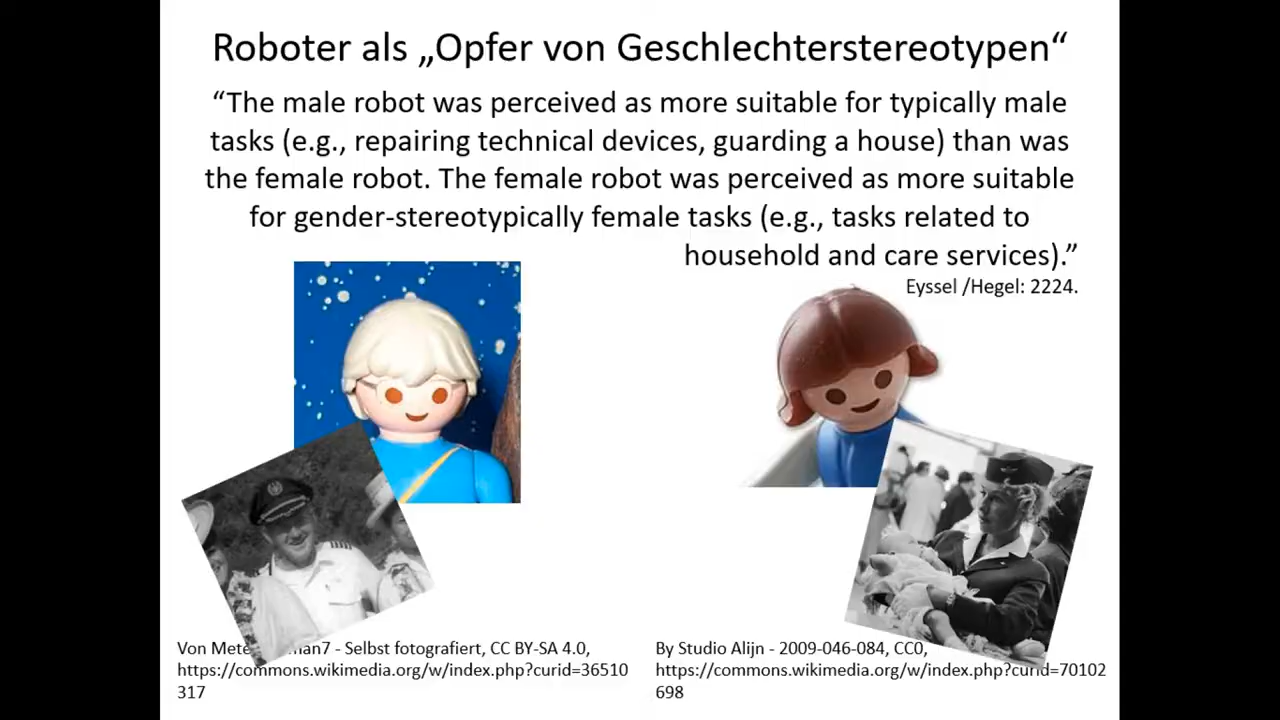 Roboter als „Opfer von Geschlechterstereotypen“
“The male robot was perceived as more suitable for typically male
tasks (e.g., repairing technical devices, guarding a house) than was
the female robot. The female robot was perceived as more suitable
for gender-stereotypically female tasks (e.g., tasks related to
household and care services).”
Eyssel /Hegel: 2224.
Von - Selbst fotografiert, CC BY-SA 4.0,
https://commons.wikimedia.org/w/index.php?curid=36510
317
By Studio Alijn - 2009-046-084, CC0,
https://commons.wikimedia.org/w/index.php?curid=70102
698